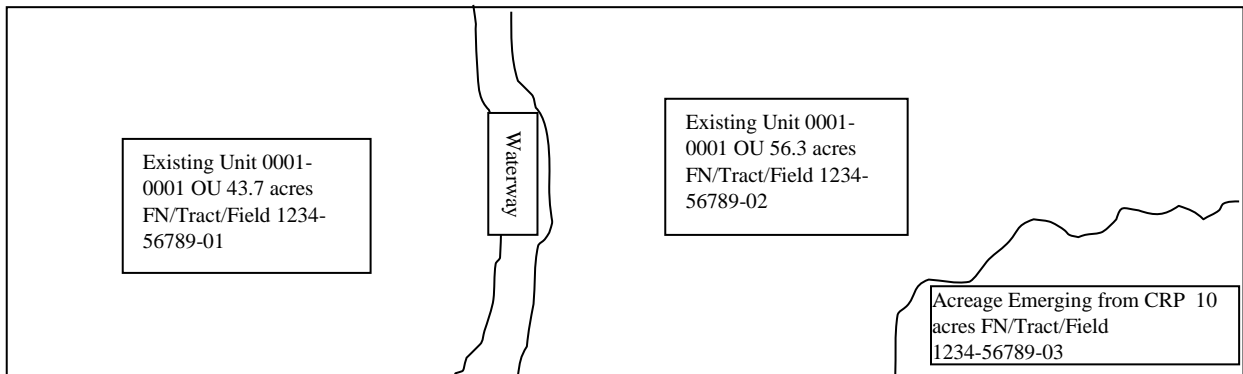 Existing Unit 0001-
0001 OU 43.7 acres
FN/Tract/Field 1234-
56789-01
Waterway
Existing Unit 0001-
0001 OU 56.3 acres
FN/Tract/Field 1234-
56789-02
Acreage Emerging from CRP 10
acres FN/Tract/Field
1234-56789-03